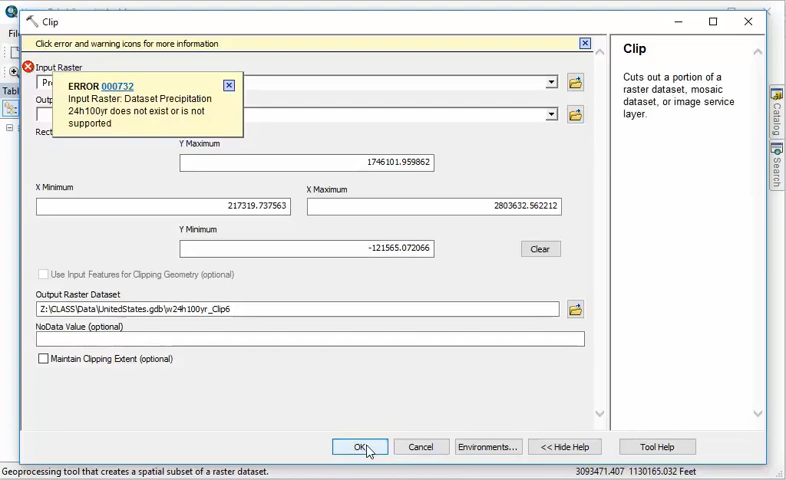 Clip
Click error and warning icons for more information
Input Raster
Pre
ERROR 000732
Input Raster: Dataset Precipitation
24h100yr does not exist or is not
supported
Outp
Rect
Y Maximum
1746101.959862
X Minimum
X Maximum
217319.737563
2803632.562212
Y Minimum
-121565.072066
Clear
Use Input Features for Clipping Geometry (optional)
Output Raster Dataset
Z:\CLASS\Data\UnitedStates.gdb\w24h100yr_Clip6
NoData Value (optional)
Maintain Clipping Extent (optional)
OK
Cancel
Environments...
<< Hide Help
Tool Help
Clip
Cuts out a portion of a
raster dataset, mosaic
dataset, or image service
layer.
Fil
Table
Catalog
Search
Geoprocessing tool that creates a spatial subset of a raster dataset.
3093471.407 1130165.032 Feet